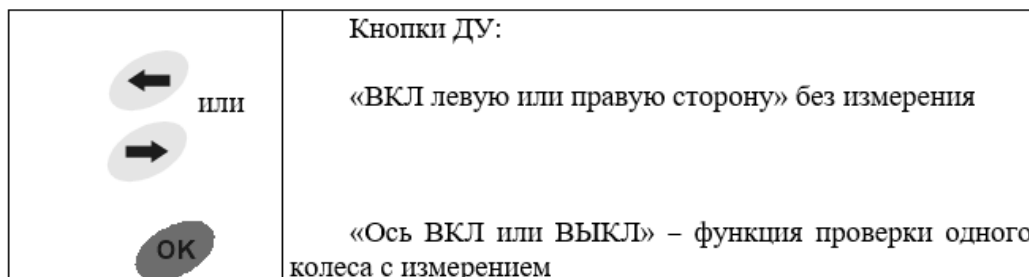 Кнопки ДУ:
или
«ВКЛ левую или правую сторону» без измерения
OK
«Ось ВКЛ или ВЫКЛ» – функция проверки одного
колеса с измерением